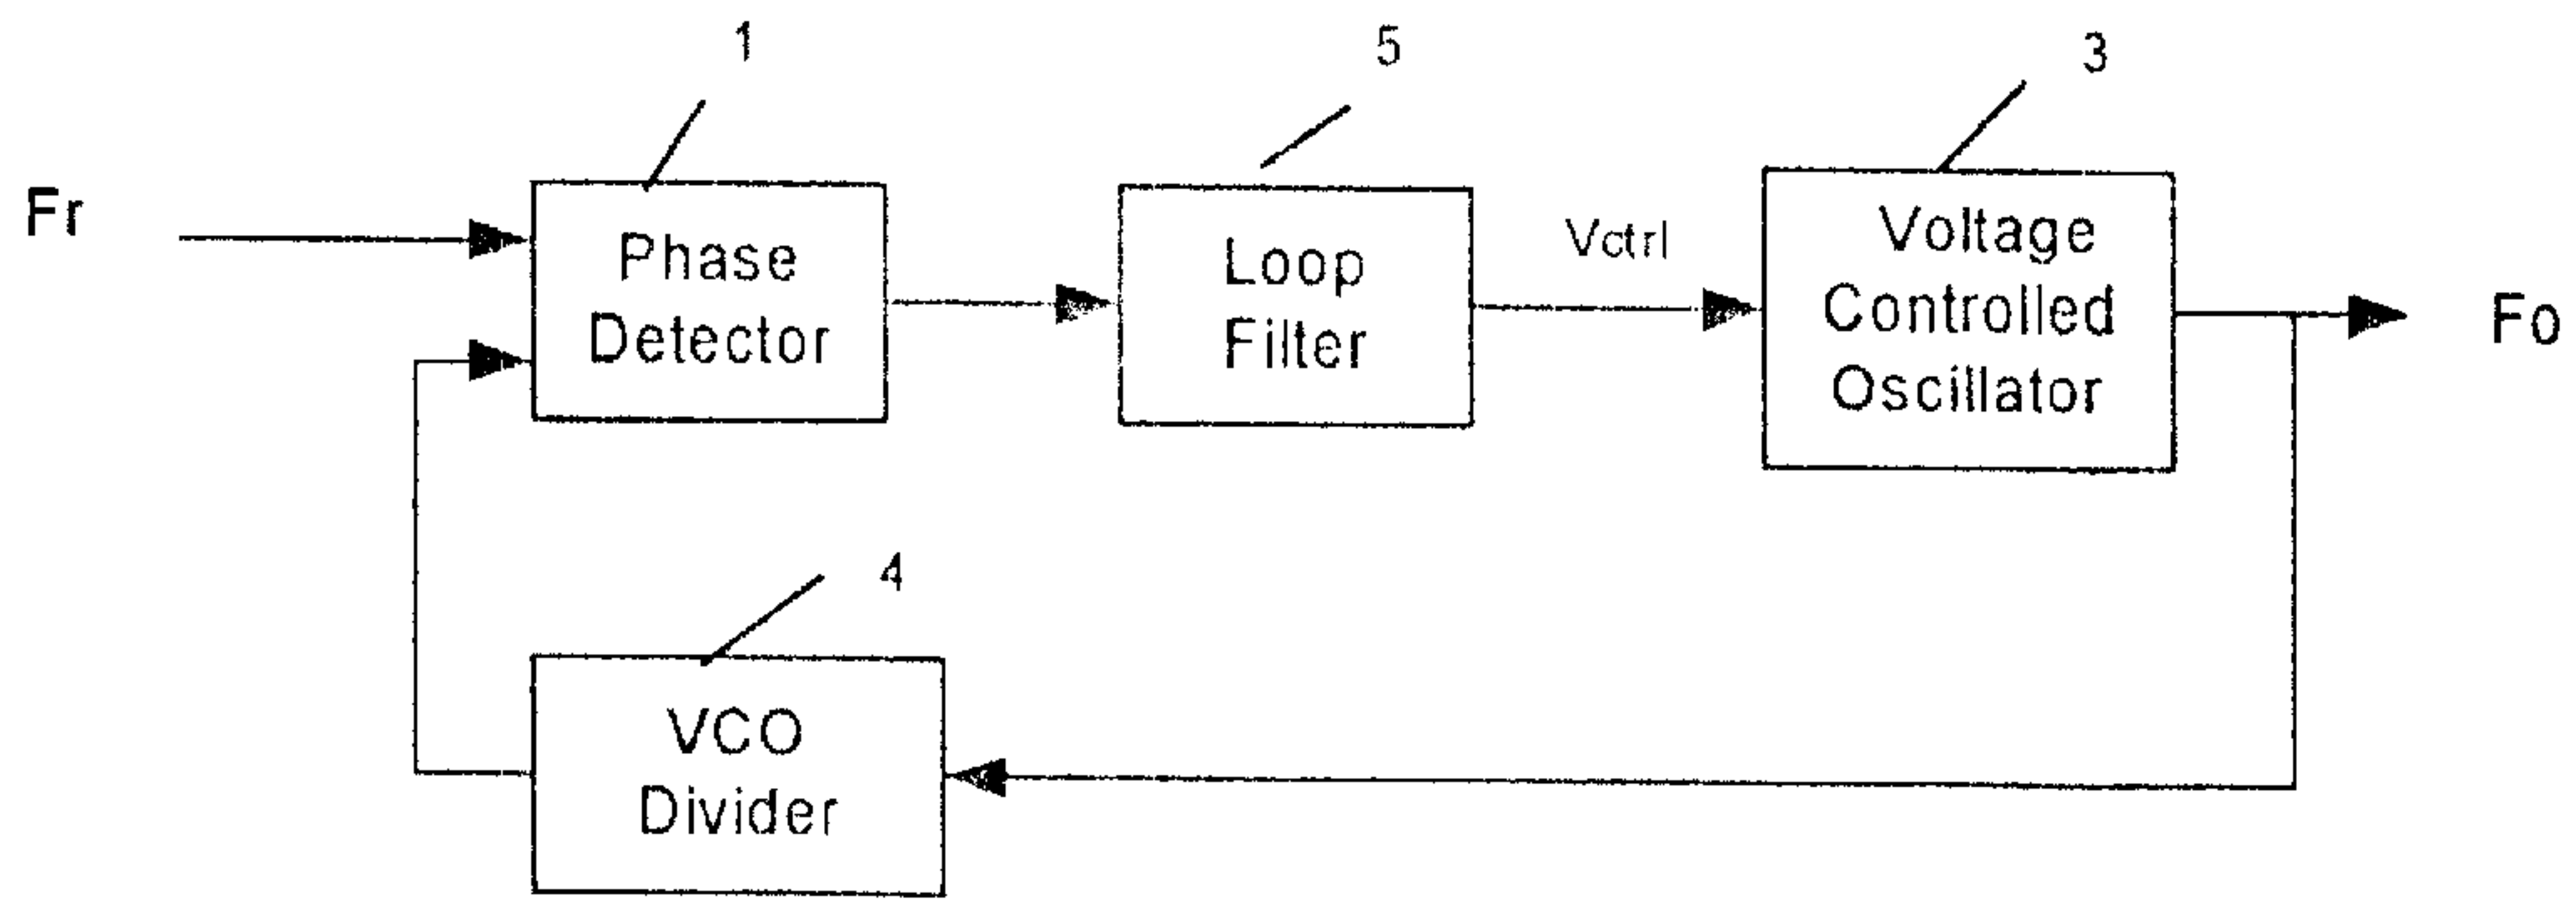 1
5
3
Fr
Phase
Detector
Loop
Filter
Vctrl
Voltage
Controlled
Oscillator
Fo
4
VCO
Divider